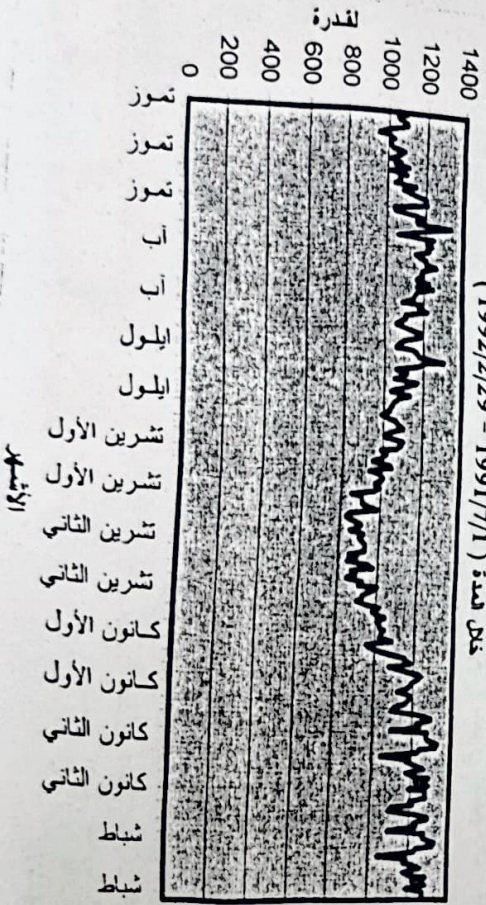 خلال المدة ( 1991/7/1 - 1992/2/29 )
لقدرة
1400
1200
1000
800
600
400
200
0
تموز
تموز
تموز
آب
آب
ايلول
ايلول
تشرين الأول
تشرين الأول
تشرين الثاني
تشرين الثاني
كانون الأول
كانون الأول
كانون الثاني
كانون الثاني
شباط
شباط
الأشهر